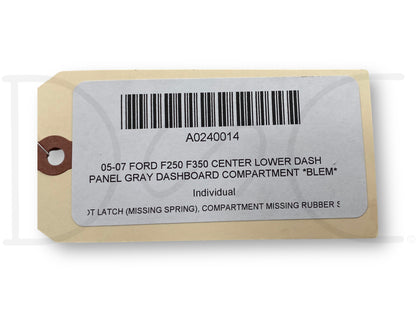 A0240014
05-07 FORD F250 F350 CENTER LOWER DASH
PANEL GRAY DASHBOARD COMPARTMENT *BLEM*
Individual
OT LATCH (MISSING SPRING), COMPARTMENT MISSING RUBBER S